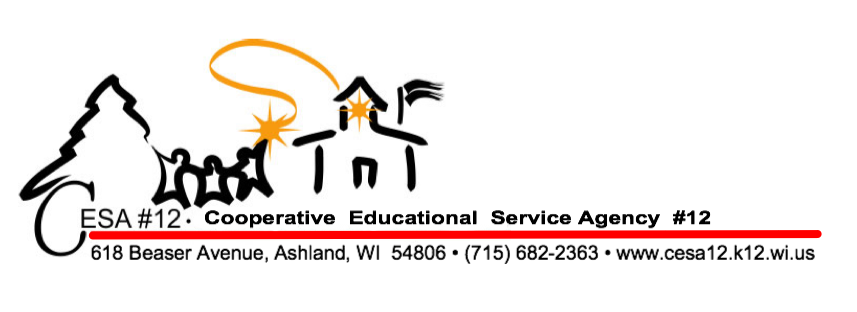 CESA #12 • Cooperative Educational Service Agency #12
618 Beaser Avenue, Ashland, WI 54806 • (715) 682-2363 • www.cesa12.k12.wi.us